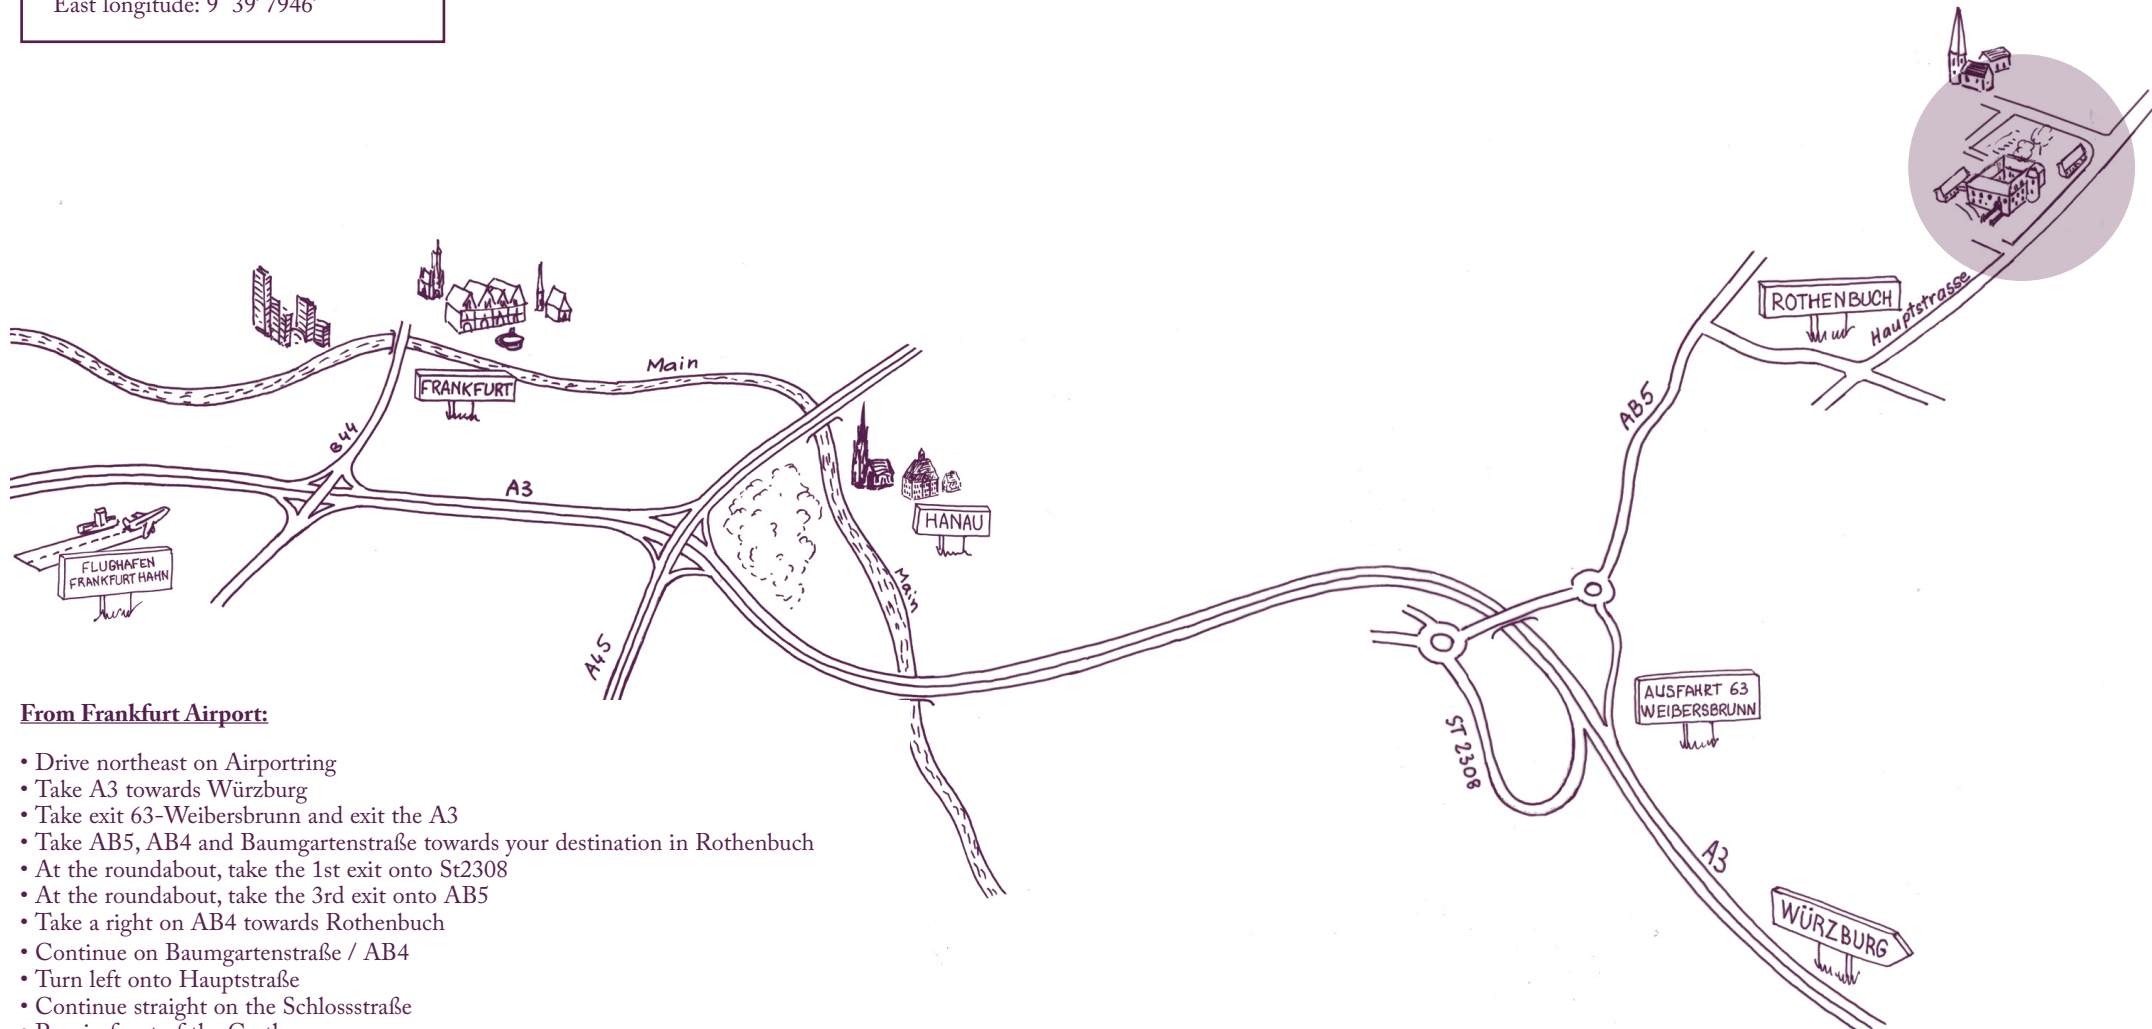 East longitude: 9° 39' 7946'
ROTHENBUCH
Hauptstrasse
Main
FRANKFURT
AB5
B44
A3
HANAU
FLUGHAFEN
FRANKFURT HAHN
Main
A45
AUSFAHRT 63
WEIBERSBRUNN
ST 2308
A3
WÜRZBURG
From Frankfurt Airport:
• Drive northeast on Airportring
• Take A3 towards Würzburg
• Take exit 63-Weibersbrunn and exit the A3
• Take AB5, AB4 and Baumgartenstraße towards your destination in Rothenbuch
• At the roundabout, take the 1st exit onto St2308
• At the roundabout, take the 3rd exit onto AB5
• Take a right on AB4 towards Rothenbuch
• Continue on Baumgartenstraße / AB4
• Turn left onto Hauptstraße
• Continue straight on the Schlossstraße